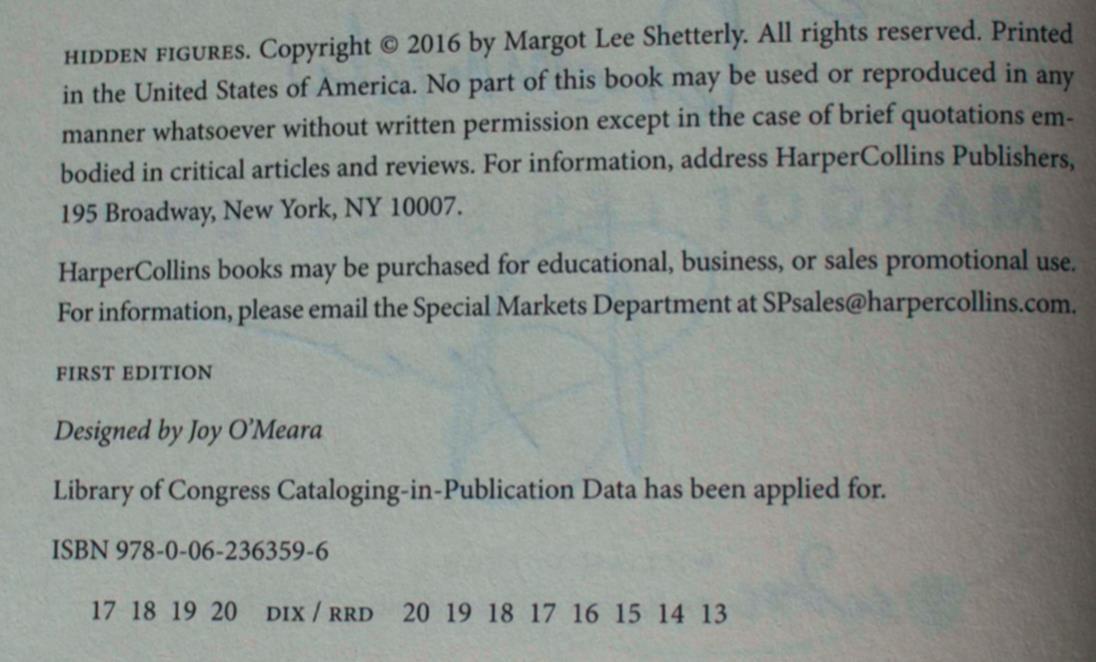 HIDDEN FIGURES. Copyright © 2016 by Margot Lee Shetterly. All rights reserved. Printed
in the United States of America. No part of this book may be used or reproduced in any
manner whatsoever without written permission except in the case of brief quotations em-
bodied in critical articles and reviews. For information, address HarperCollins Publishers,
195 Broadway, New York, NY 10007.
HarperCollins books may be purchased for educational, business, or sales promotional use.
For information, please email the Special Markets Department at SPsales@harpercollins.com.
FIRST EDITION
Designed by Joy O'Meara
Library of Congress Cataloging-in-Publication Data has been applied for.
ISBN 978-0-06-236359-6
17 18 19 20 DIX / RRD 20 19 18 17 16 15 14 13